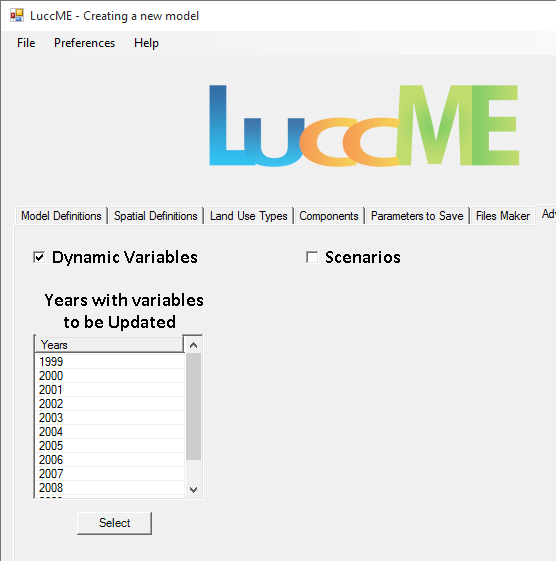 LuccME - Creating a new model
File Preferences Help
LuccME
Model Definitions Spatial Definitions Land Use Types Components Parameters to Save Files Maker
Dynamic Variables Scenarios
Years with variables
to be Updated
Years
1999
2000
2001
2002
2003
2004
2005
2006
2007
2008
Select